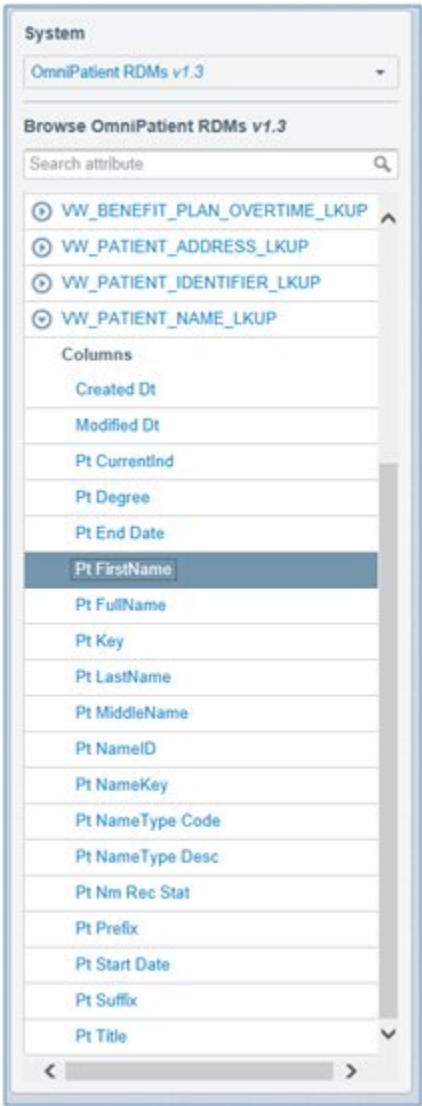 System
OmniPatient RDMs v1.3
Browse OmniPatient RDMs v1.3
Search attribute
VW_BENEFIT_PLAN_OVERTIME_LKUP
VW_PATIENT_ADDRESS_LKUP
VW_PATIENT_IDENTIFIER_LKUP
VW_PATIENT_NAME_LKUP
Columns
Created Dt
Modified Dt
Pt CurrentInd
Pt Degree
Pt End Date
Pt FirstName
Pt FullName
Pt Key
Pt LastName
Pt MiddleName
Pt NameID
Pt NameKey
Pt NameType Code
Pt NameType Desc
Pt Nm Rec Stat
Pt Prefix
Pt Start Date
Pt Suffix
Pt Title